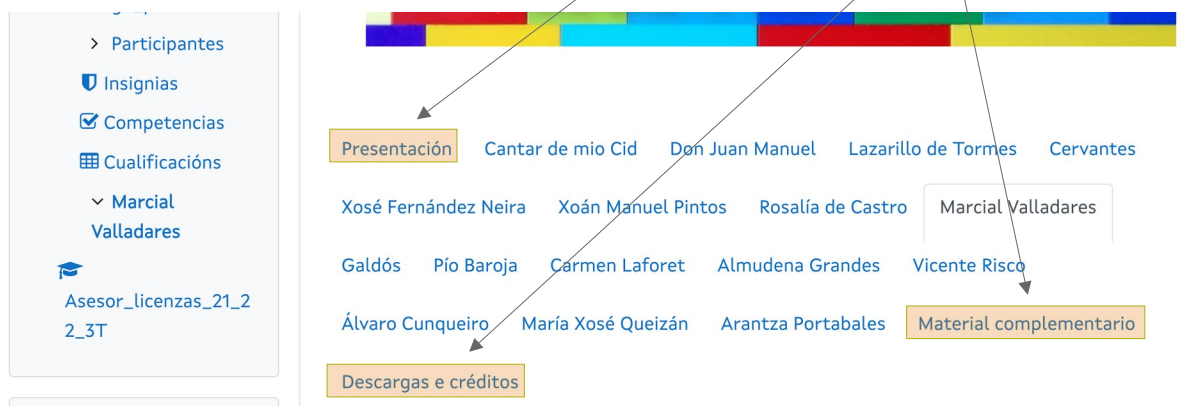 Participantes
Insignias
Competencias
Cualificacións
Marcial
Valladares
Asesor_licenzas_21_2
2_3T
Presentación Cantar de mio Cid Don Juan Manuel Lazarillo de Tormes Cervantes
Xosé Fernández Neira Xoán Manuel Pintos Rosalía de Castro Marcial Valladares
Galdós Pío Baroja Carmen Laforet Almudena Grandes Vicente Risco
Álvaro Cunqueiro María Xosé Queizán Arantza Portabales Material complementario
Descargas e créditos